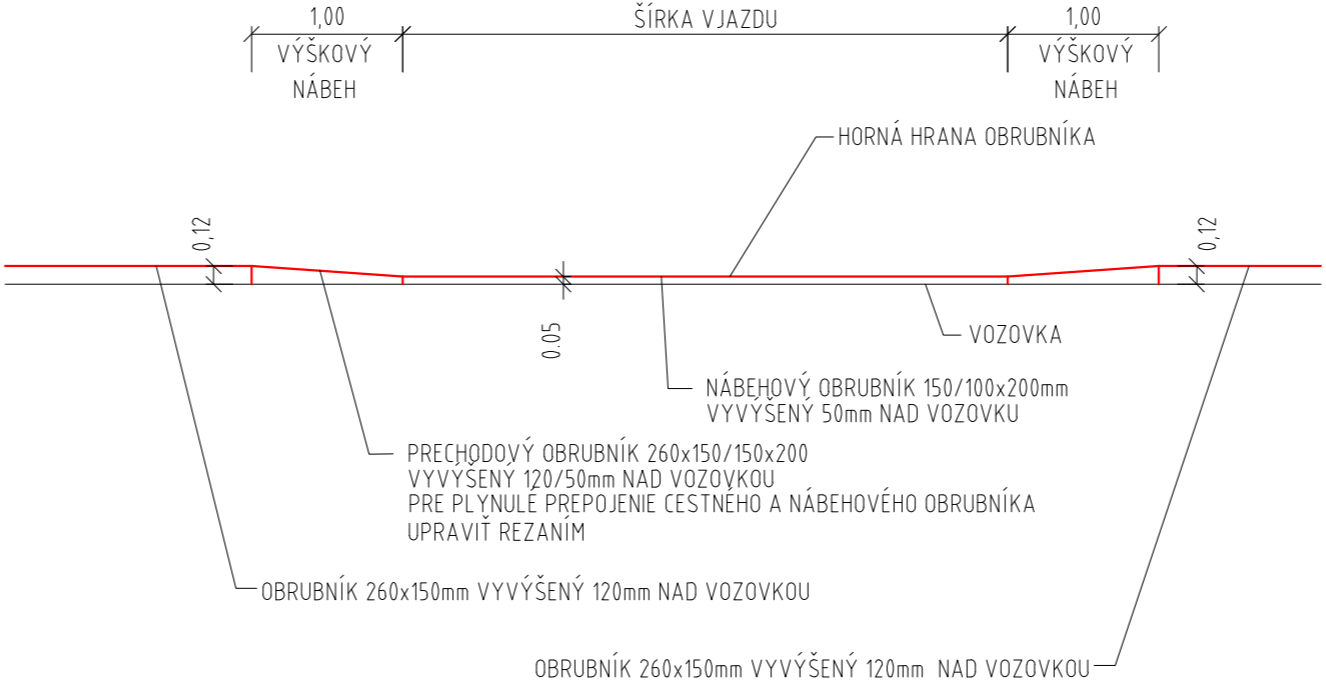 1,00
ŠÍRKA VJAZDU
1,00
VÝŠKOVÝ
NÁBEH
VÝŠKOVÝ
NÁBEH
HORNÁ HRANA OBRUBNÍKA
0,12
0,12
0.05
VOZOVKA
NÁBEHOVÝ OBRUBNÍK 150/100x200mm
VYVÝŠENÝ 50mm NAD VOZOVKU
PRECHODOVÝ OBRUBNÍK 260x150/150x200
VYVÝŠENÝ 120/50mm NAD VOZOVKOU
PRE PLYNULÉ PREPOJENIE CESTNÉHO A NÁBEHOVÉHO OBRUBNÍKA
UPRAVIŤ REZANÍM
OBRUBNÍK 260x150mm VYVÝŠENÝ 120mm NAD VOZOVKOU
OBRUBNÍK 260x150mm VYVÝŠENÝ 120mm NAD VOZOVKOU